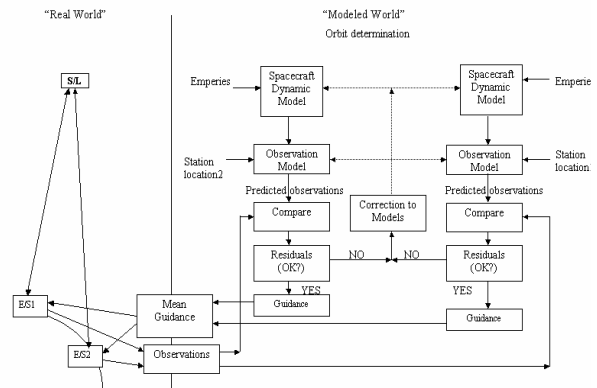 “Real World”
“Modeled World”
Orbit determination
S/L
Emperies
Spacecraft
Dynamic
Model
Spacecraft
Dynamic
Model
Emperie
Station
location2
Observation
Model
Observation
Model
Station
location
Predicted observations
Predicted observations
Compare
Correction to
Models
Compare
Residuals
(OK?)
NO
NO
Residuals
(OK?)
YES
YES
E/S1
Mean
Guidance
Guidance
Guidance
E/S2
Observations